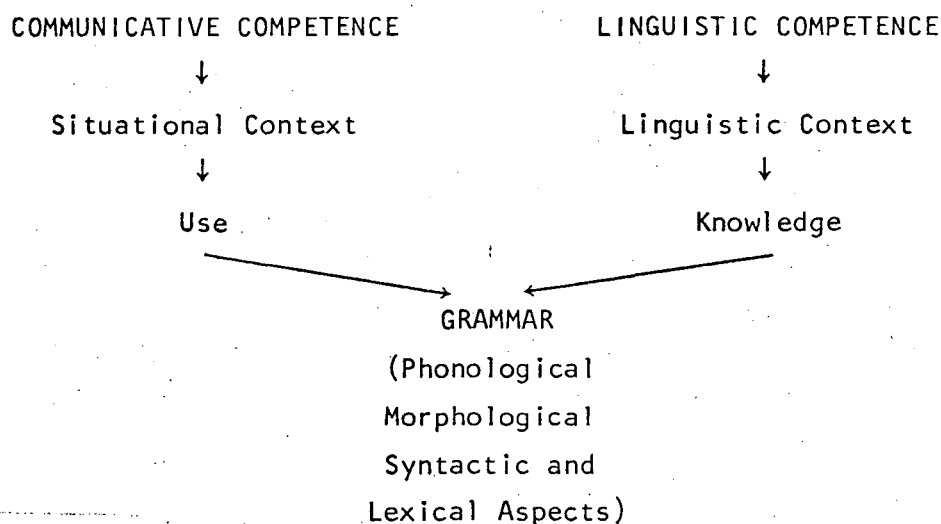 COMMUNICATIVE COMPETENCE LINGUISTIC COMPETENCE
↓ ↓
Situational Context Linguistic Context
↓ ↓
Use Knowledge
GRAMMAR
(Phonological
Morphological
Syntactic and
Lexical Aspects)